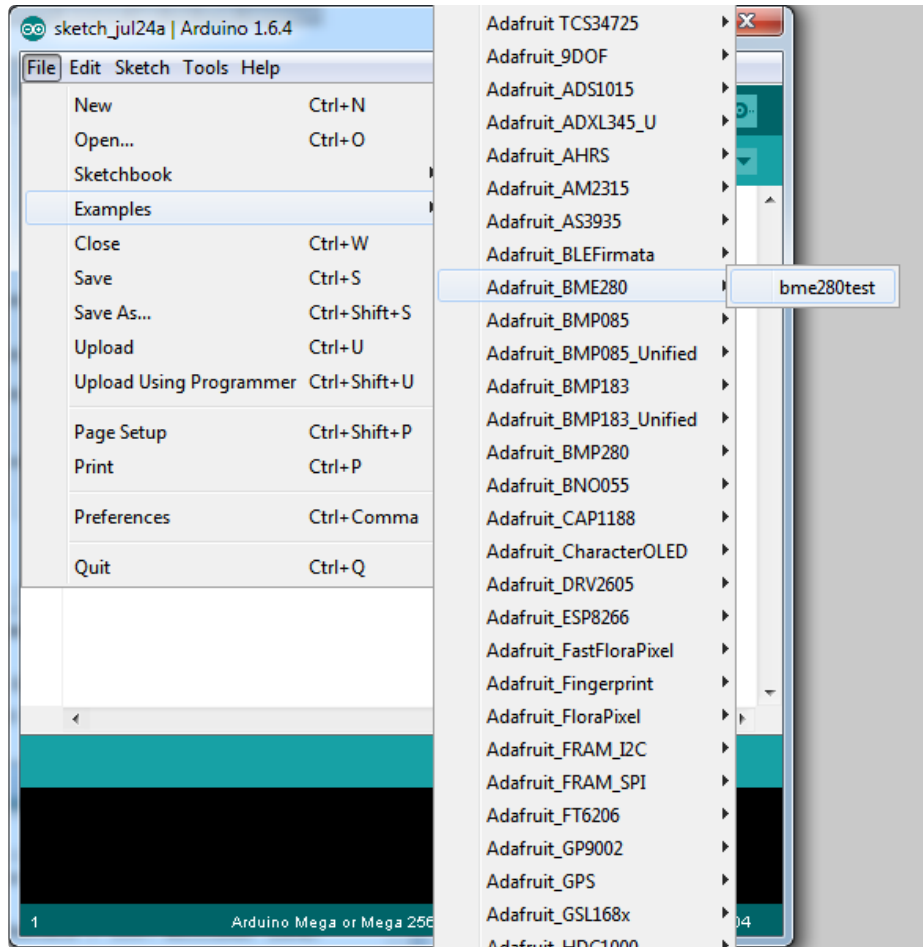 sketch_jul24a | Arduino 1.6.4
File Edit Sketch Tools Help
New Ctrl+N
Open... Ctrl+O
Sketchbook
Examples
Close Ctrl+W
Save Ctrl+S
Save As... Ctrl+Shift+S
Upload Ctrl+U
Upload Using Programmer Ctrl+Shift+U
Page Setup Ctrl+Shift+P
Print Ctrl+P
Preferences Ctrl+Comma
Quit Ctrl+Q
Adafruit TCS34725
Adafruit_9DOF
Adafruit_ADS1015
Adafruit_ADXL345_U
Adafruit_AHRS
Adafruit_AM2315
Adafruit_AS3935
Adafruit_BLEFirmata
Adafruit_BME280
bme280test
Adafruit_BMP085
Adafruit_BMP085_Unified
Adafruit_BMP183
Adafruit_BMP183_Unified
Adafruit_BMP280
Adafruit_BNO055
Adafruit_CAP1188
Adafruit_CharacterOLED
Adafruit_DRV2605
Adafruit_ESP8266
Adafruit_FastFloraPixel
Adafruit_Fingerprint
Adafruit_FloraPixel
Adafruit_FRAM_I2C
Adafruit_FRAM_SPI
Adafruit_FT6206
Adafruit_GP9002
Adafruit_GPS
Adafruit_GSL168x
Adafruit_HDC1000
1 Arduino Mega or Mega 256 04